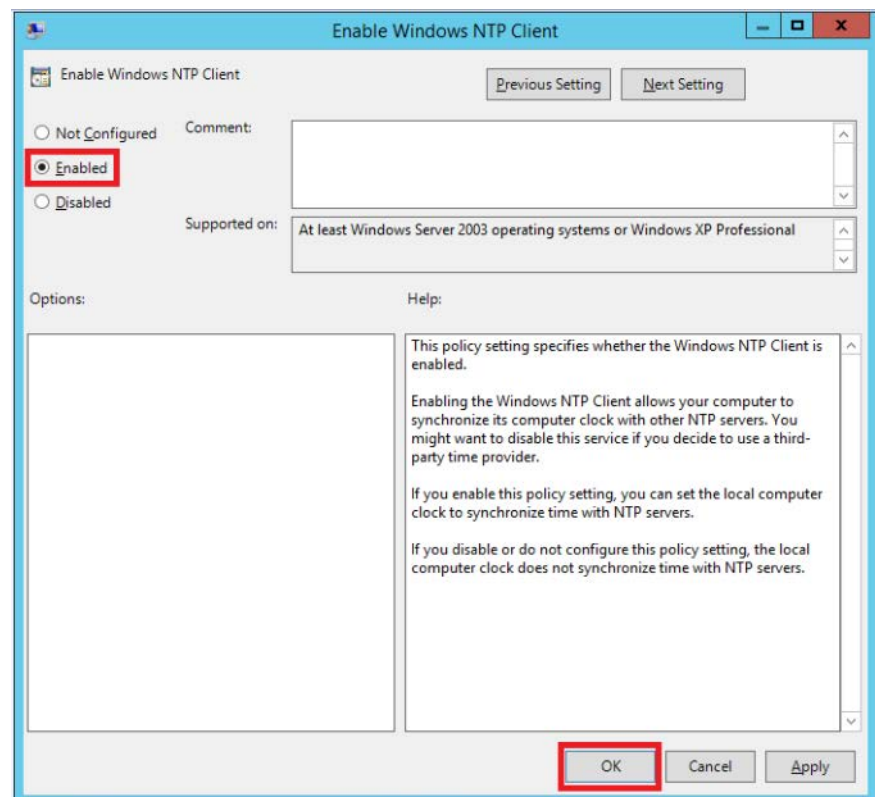 Enable Windows NTP Client
Enable Windows NTP Client
Previous Setting
Next Setting
Not Configured
Comment:
Enabled
Disabled
Supported on:
At least Windows Server 2003 operating systems or Windows XP Professional
Options:
Help:
This policy setting specifies whether the Windows NTP Client is
enabled.
Enabling the Windows NTP Client allows your computer to
synchronize its computer clock with other NTP servers. You
might want to disable this service if you decide to use a third-
party time provider.
If you enable this policy setting, you can set the local computer
clock to synchronize time with NTP servers.
If you disable or do not configure this policy setting, the local
computer clock does not synchronize time with NTP servers.
OK
Cancel
Apply